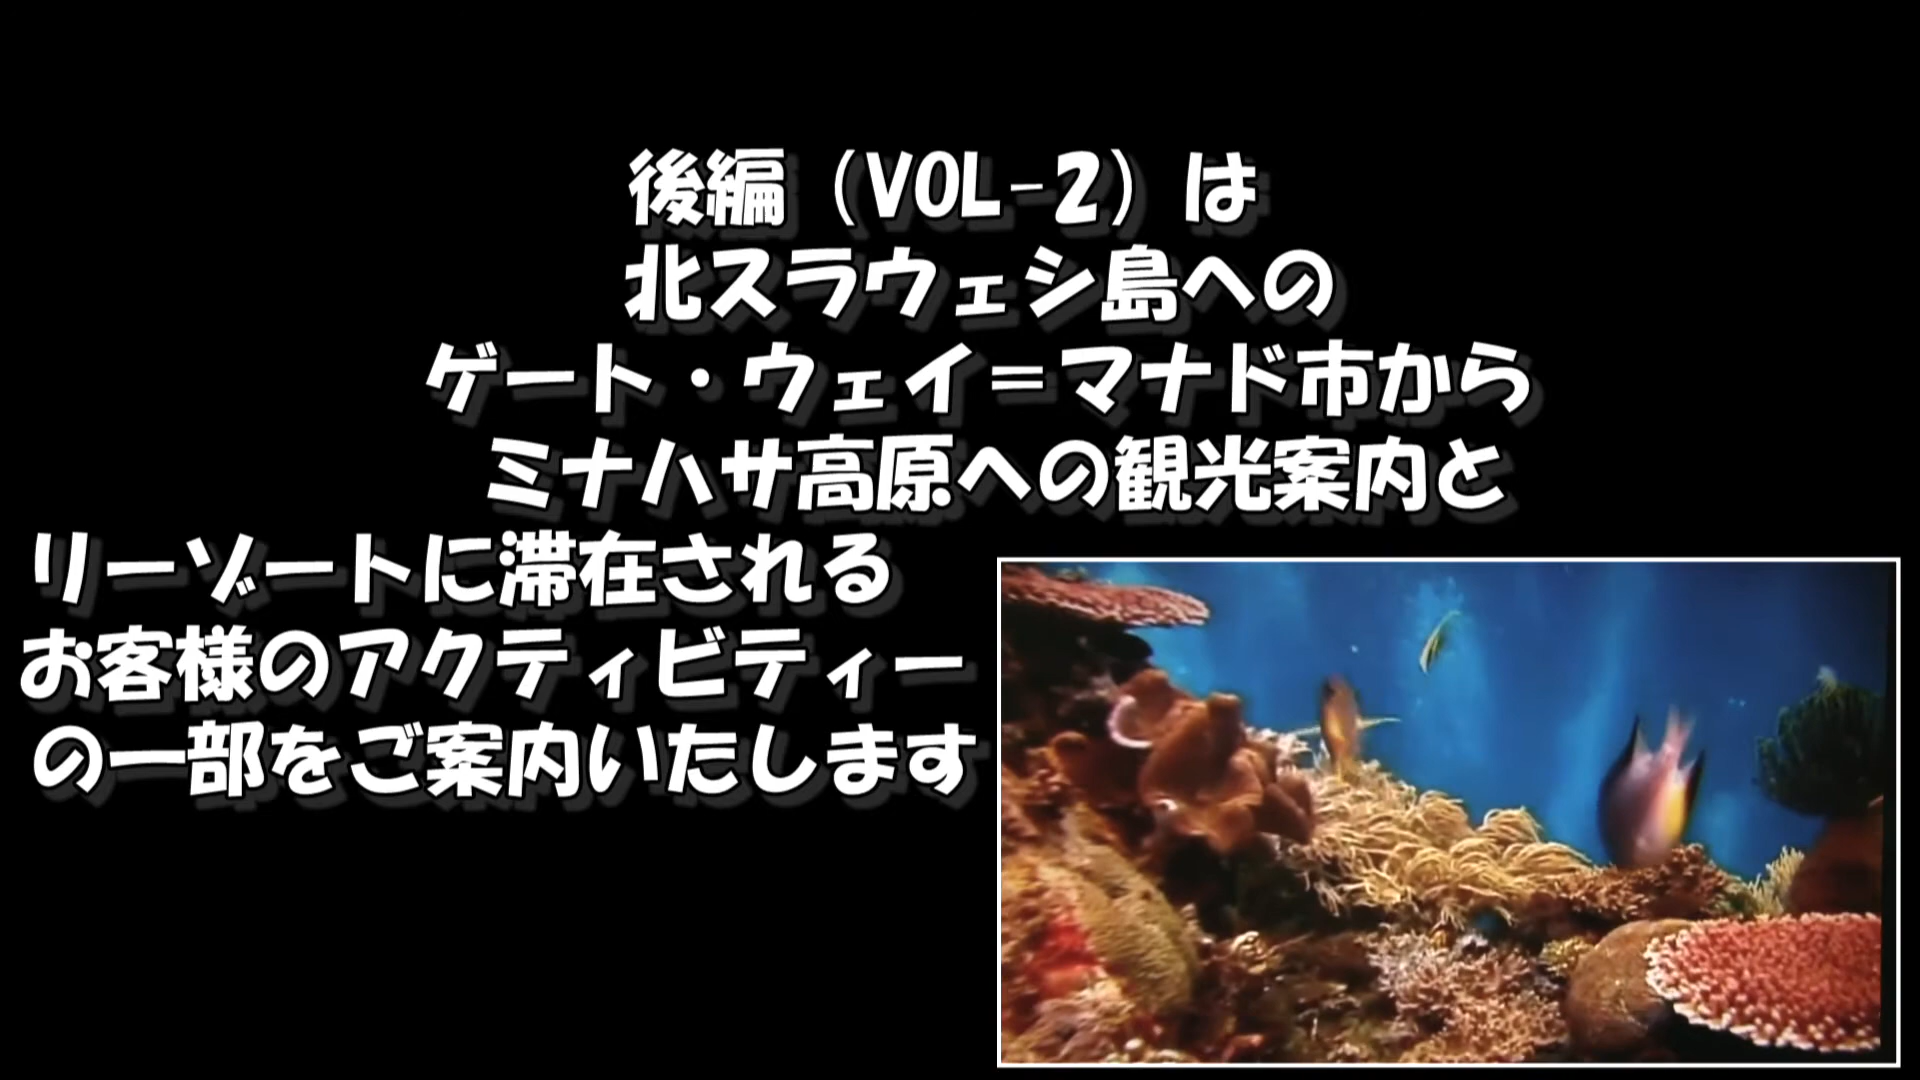 後編（VOL-2）は
北スラウェシ島への
ゲート・ウェイ＝マナド市から
ミナハサ高原への観光案内と
リーゾートに滞在される
お客様のアクティビティー
の一部をご案内いたします